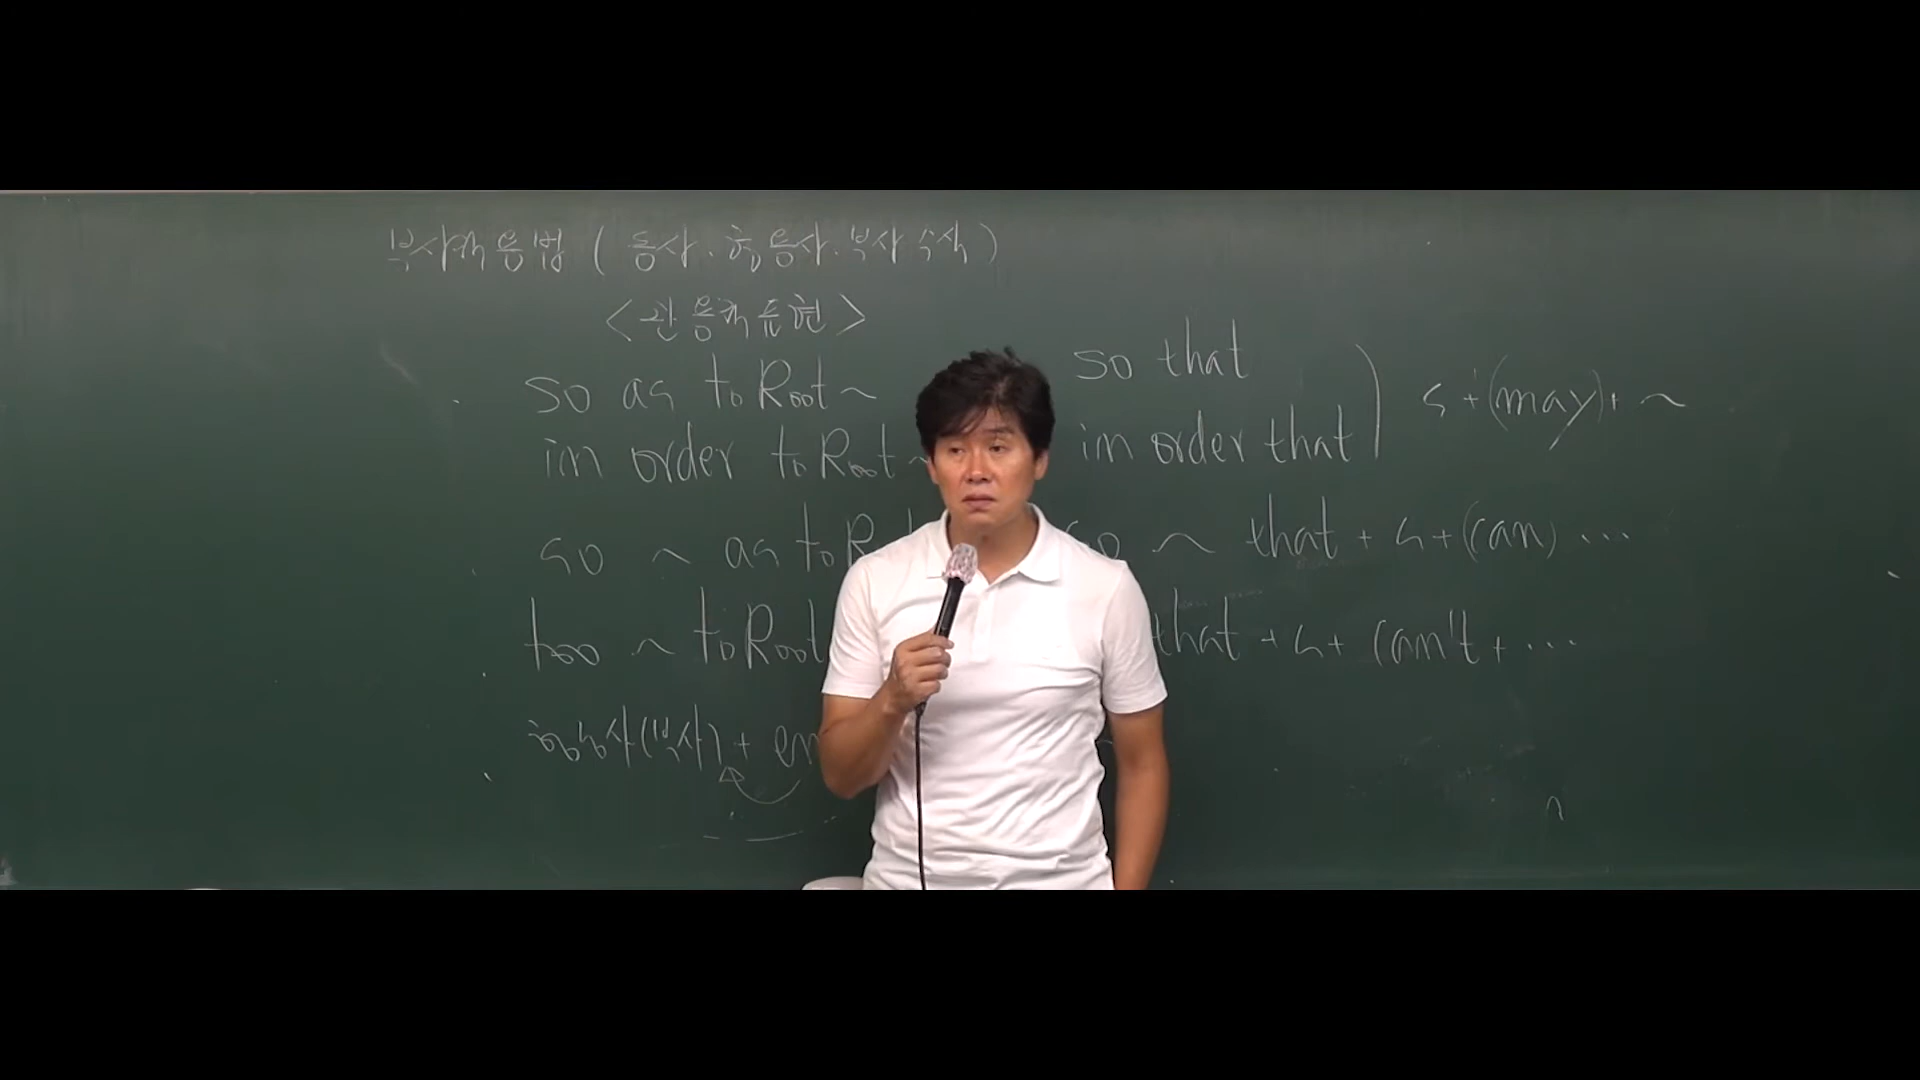 부사적 용법 ( 동사 . 형용사 . 부사 수식 )
< 관용적 표현 >
so as to Root ~ so that
in order to Root ~ in order that ) S + (may) + ~
so ~ as to R so ~ that + S + (can) ...
too ~ to Root that + S + can't + ...
형용사(부사) + en